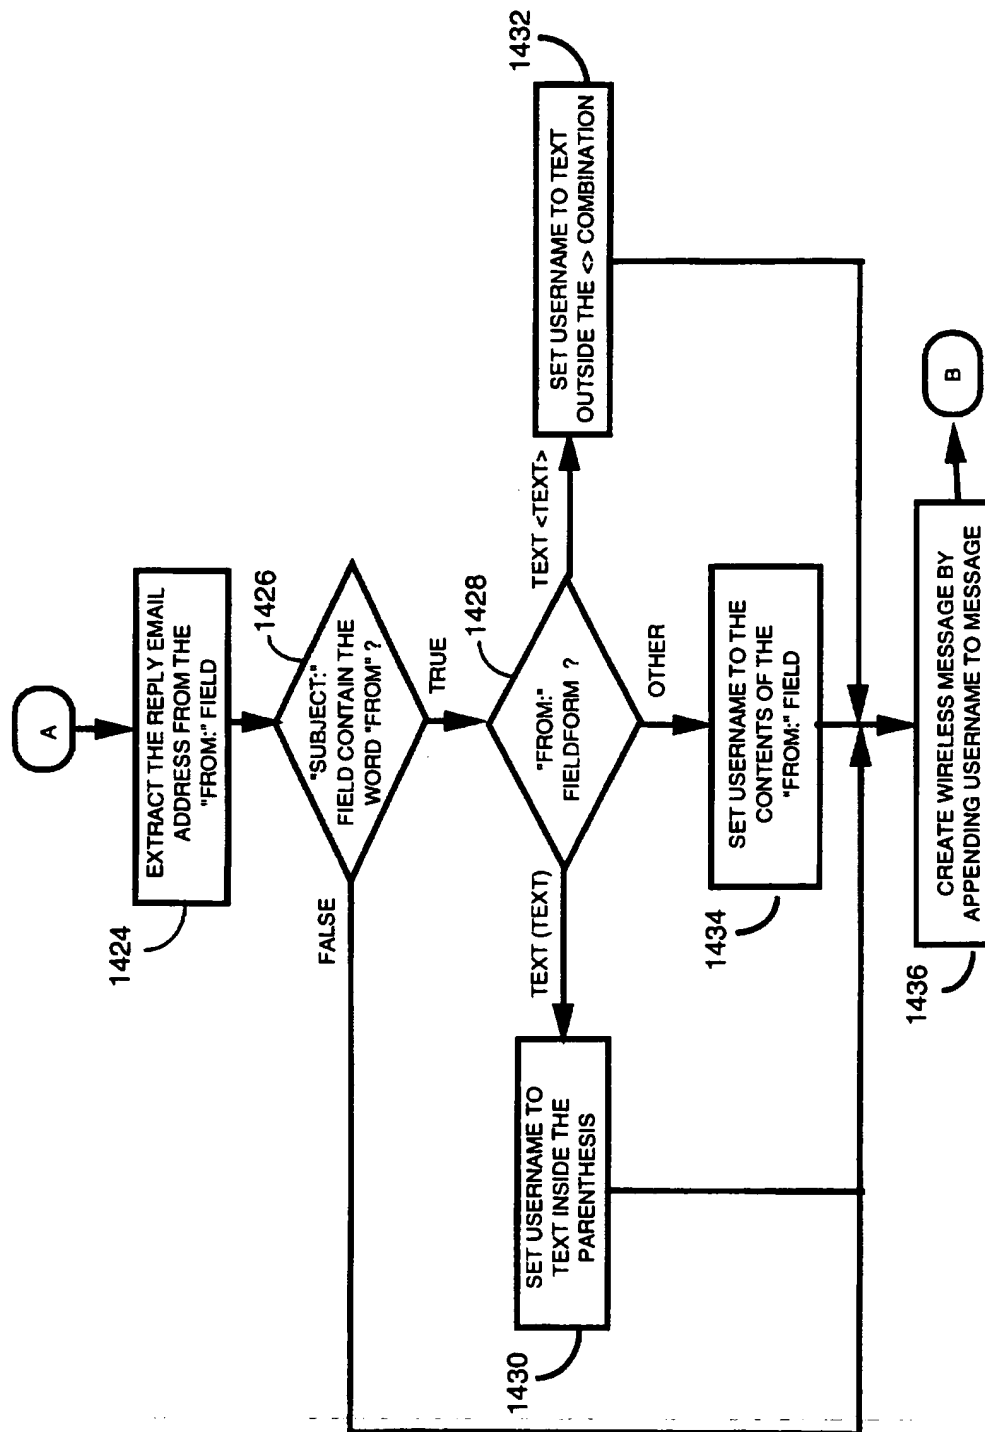 A
EXTRACT THE REPLY EMAIL
ADDRESS FROM THE
"FROM:" FIELD
1424
"SUBJECT:"
FIELD CONTAIN THE
WORD "FROM" ?
1426
FALSE
TRUE
"FROM:"
FIELDFORM ?
1428
TEXT (TEXT)
TEXT <TEXT>
OTHER
SET USERNAME TO
TEXT INSIDE THE
PARENTHESIS
1430
SET USERNAME TO TEXT
OUTSIDE THE <> COMBINATION
1432
SET USERNAME TO THE
CONTENTS OF THE
"FROM:" FIELD
1434
CREATE WIRELESS MESSAGE BY
APPENDING USERNAME TO MESSAGE
1436
B